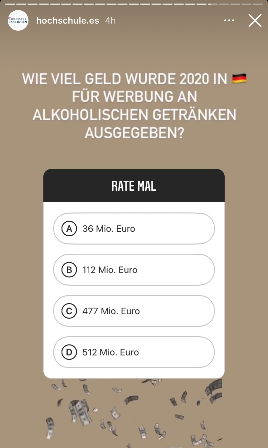 hochschule.es 4h
WIE VIEL GELD WURDE 2020 IN 🇩🇪
FÜR WERBUNG AN
ALKOHOLISCHEN GETRÄNKEN
AUSGEGEBEN?
RATE MAL
A 36 Mio. Euro
B 112 Mio. Euro
C 477 Mio. Euro
D 512 Mio. Euro